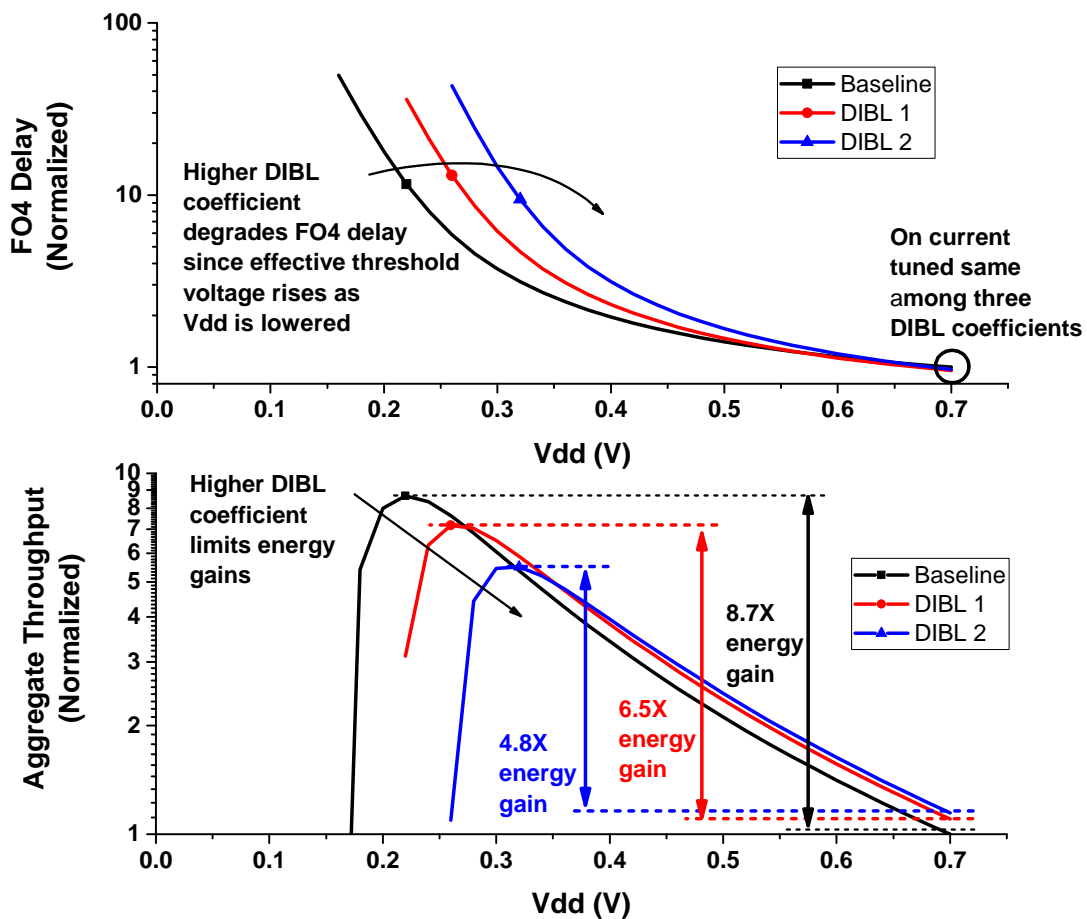 100
10
1
FO4 Delay
(Normalized)
Baseline
DIBL 1
DIBL 2
Higher DIBL
coefficient
degrades FO4 delay
since effective threshold
voltage rises as
Vdd is lowered
On current
tuned same
among three
DIBL coefficients
0.0 0.1 0.2 0.3 0.4 0.5 0.6 0.7
Vdd (V)
10
9
8
7
6
5
4
3
2
1
Aggregate Throughput
(Normalized)
Higher DIBL
coefficient
limits energy
gains
Baseline
DIBL 1
DIBL 2
8.7X
energy
gain
6.5X
energy
gain
4.8X
energy
gain
0.0 0.1 0.2 0.3 0.4 0.5 0.6 0.7
Vdd (V)